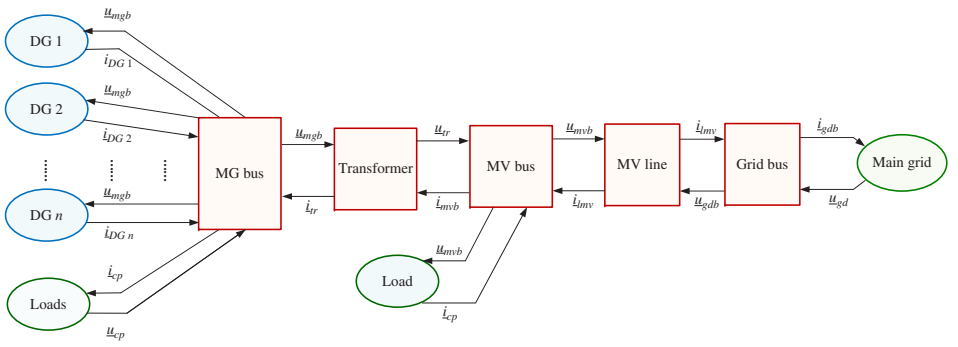 u_mgb
DG 1
i_DG 1
u_mgb
DG 2
i_DG 2
u_mgb
DG n
i_DG n
MG bus
i_cp
Loads
u_cp
u_mgb
i_tr
Transformer
u_tr
i_mvb
MV bus
u_mvb
Load
i_cp
u_mvb
i_lmv
MV line
i_lmv
u_gdb
Grid bus
i_gdb
u_gd
Main grid